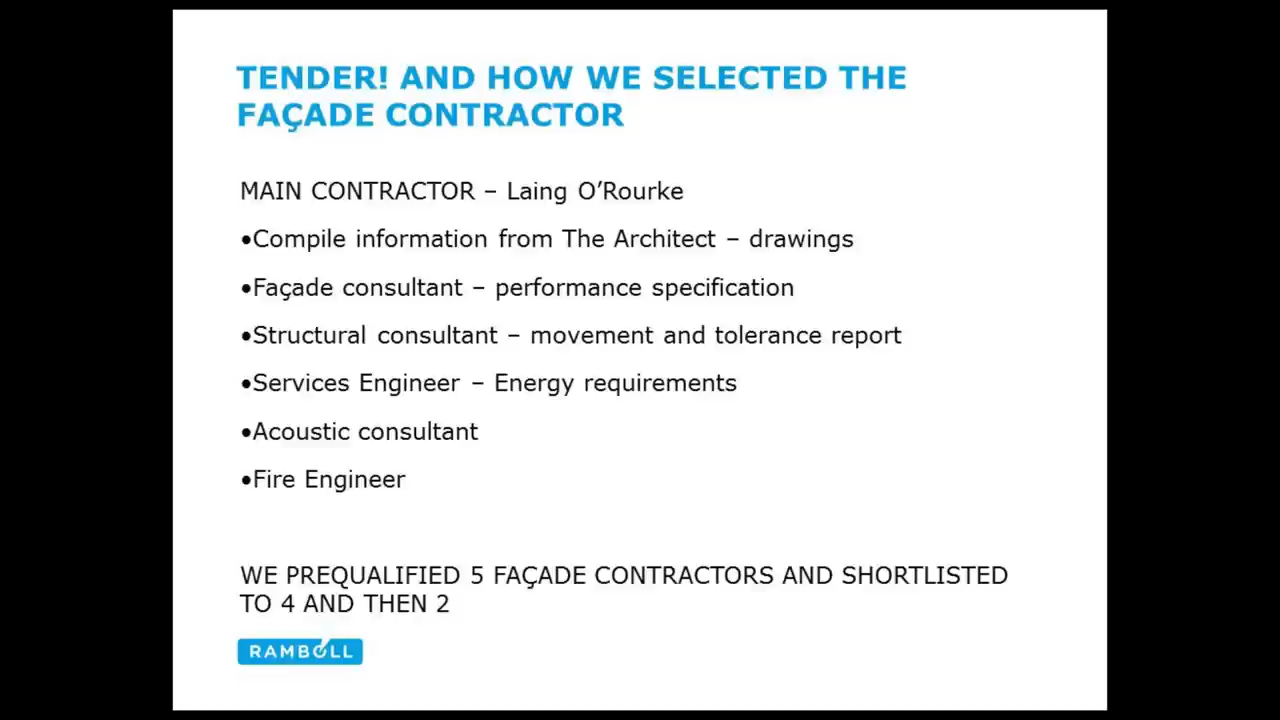 TENDER! AND HOW WE SELECTED THE
FAÇADE CONTRACTOR
MAIN CONTRACTOR – Laing O’Rourke
•Compile information from The Architect – drawings
•Façade consultant – performance specification
•Structural consultant – movement and tolerance report
•Services Engineer – Energy requirements
•Acoustic consultant
•Fire Engineer
WE PREQUALIFIED 5 FAÇADE CONTRACTORS AND SHORTLISTED
TO 4 AND THEN 2
RAMBOLL